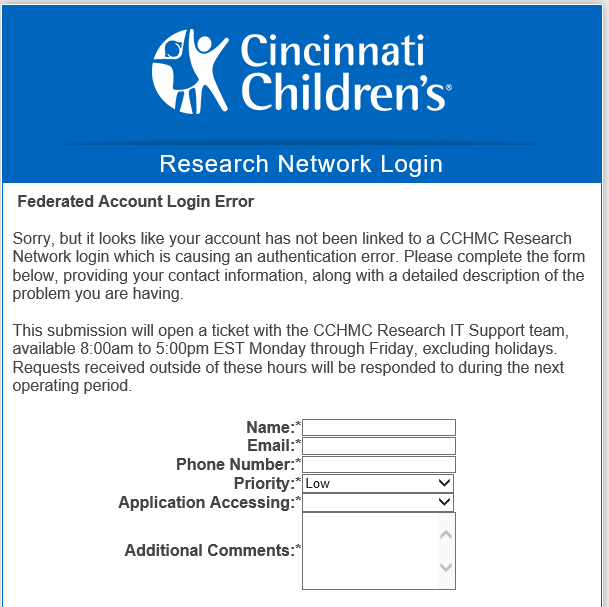 Cincinnati
Children's®
Research Network Login
Federated Account Login Error
Sorry, but it looks like your account has not been linked to a CCHMC Research
Network login which is causing an authentication error. Please complete the form
below, providing your contact information, along with a detailed description of the
problem you are having.
This submission will open a ticket with the CCHMC Research IT Support team,
available 8:00am to 5:00pm EST Monday through Friday, excluding holidays.
Requests received outside of these hours will be responded to during the next
operating period.
Name:*
Email:*
Phone Number:*
Priority:* Low
Application Accessing:*
Additional Comments:*